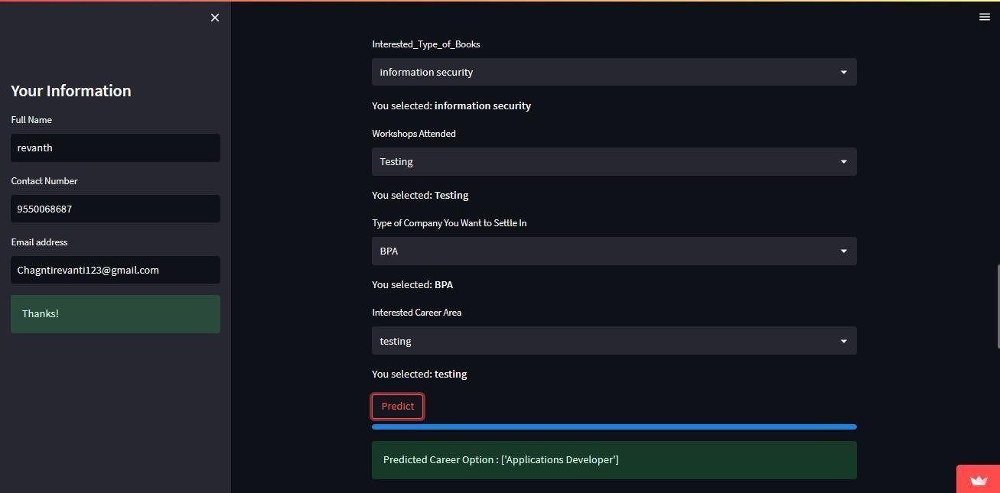 Your Information
Full Name
revanth
Contact Number
9550068687
Email address
Chagntirevanti123@gmail.com
Thanks!
Interested_Type_of_Books
information security
You selected: information security
Workshops Attended
Testing
You selected: Testing
Type of Company You Want to Settle In
BPA
You selected: BPA
Interested Career Area
testing
You selected: testing
Predict
Predicted Career Option : ['Applications Developer']